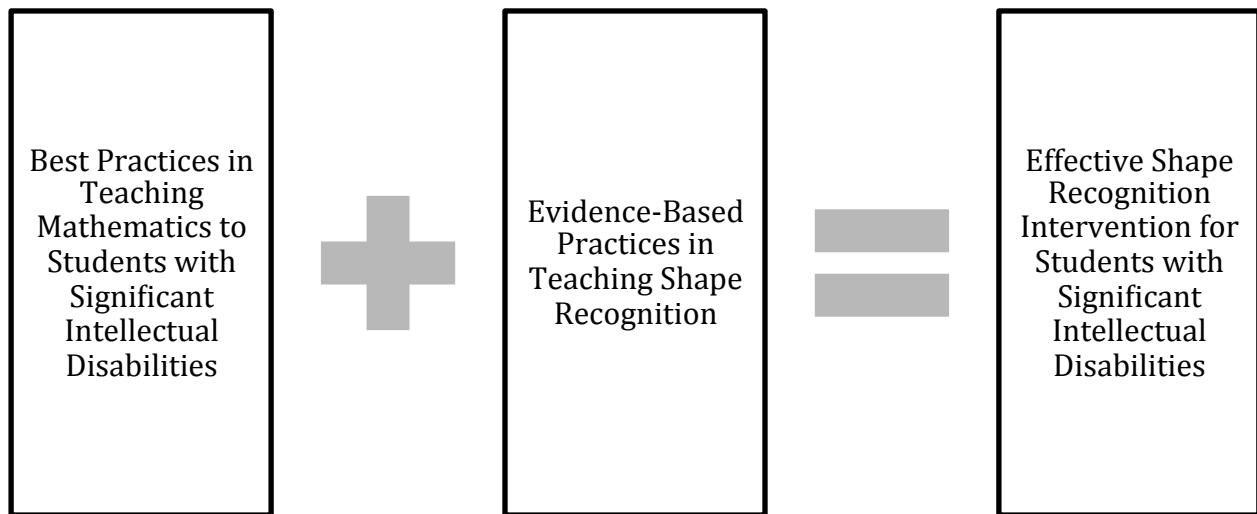 Best Practices in
Teaching
Mathematics to
Students with
Significant
Intellectual
Disabilities
Evidence-Based
Practices in
Teaching Shape
Recognition
Effective Shape
Recognition
Intervention for
Students with
Significant
Intellectual
Disabilities